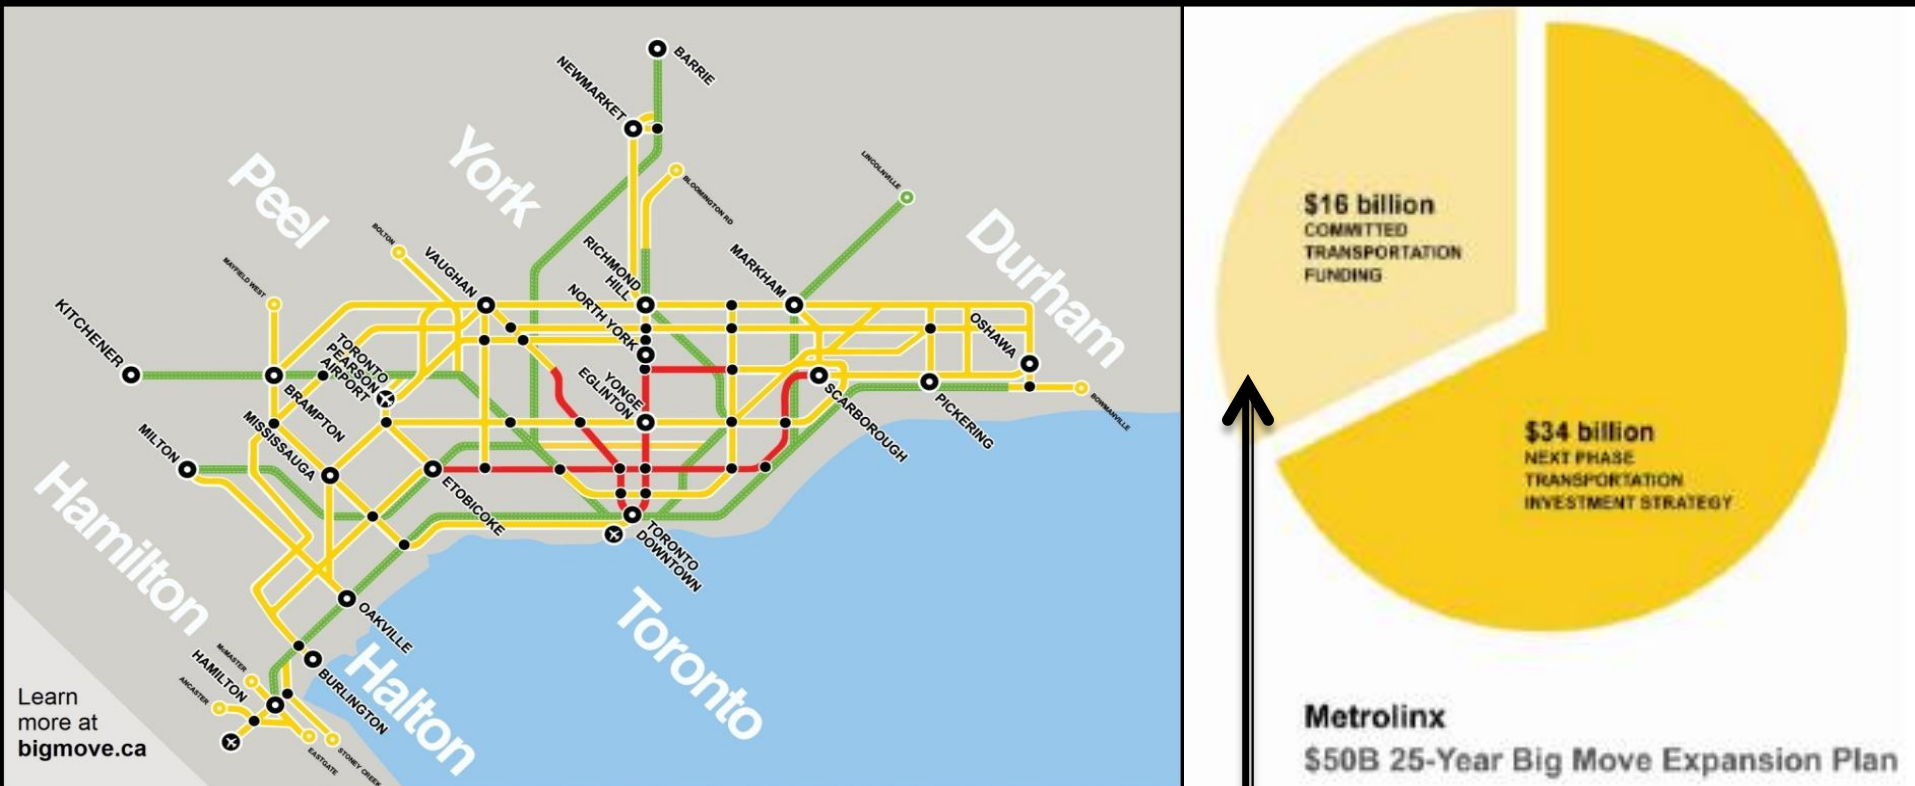 BARRIE
NEWMARKET
York
Peel
BLOOMINGTON RD
LINCOLNVILLE
Durham
BOLTON
VAUGHAN
RICHMOND
HILL
MARKHAM
MAYFIELD WEST
NORTH YORK
KITCHENER
TORONTO
PEARSON
AIRPORT
OSHAWA
YONGE
EGLINTON
BRAMPTON
SCARBOROUGH
PICKERING
BOWMANVILLE
MISSISSAUGA
MILTON
ETOBICOKE
Hamilton
TORONTO
DOWNTOWN
OAKVILLE
Toronto
Halton
McMASTER
HAMILTON
ANCASTER
BURLINGTON
EASTGATE
STONEY CREEK
Learn
more at
bigmove.ca
$16 billion
COMMITTED
TRANSPORTATION
FUNDING
$34 billion
NEXT PHASE
TRANSPORTATION
INVESTMENT STRATEGY
Metrolinx
$50B 25-Year Big Move Expansion Plan